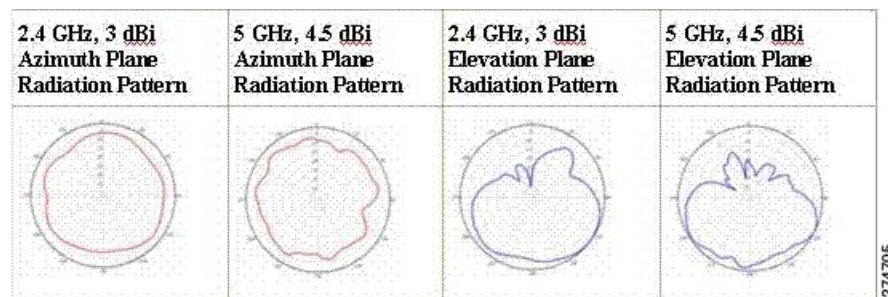 2.4 GHz, 3 dBi
Azimuth Plane
Radiation Pattern
5 GHz, 4.5 dBi
Azimuth Plane
Radiation Pattern
2.4 GHz, 3 dBi
Elevation Plane
Radiation Pattern
5 GHz, 4.5 dBi
Elevation Plane
Radiation Pattern
274795